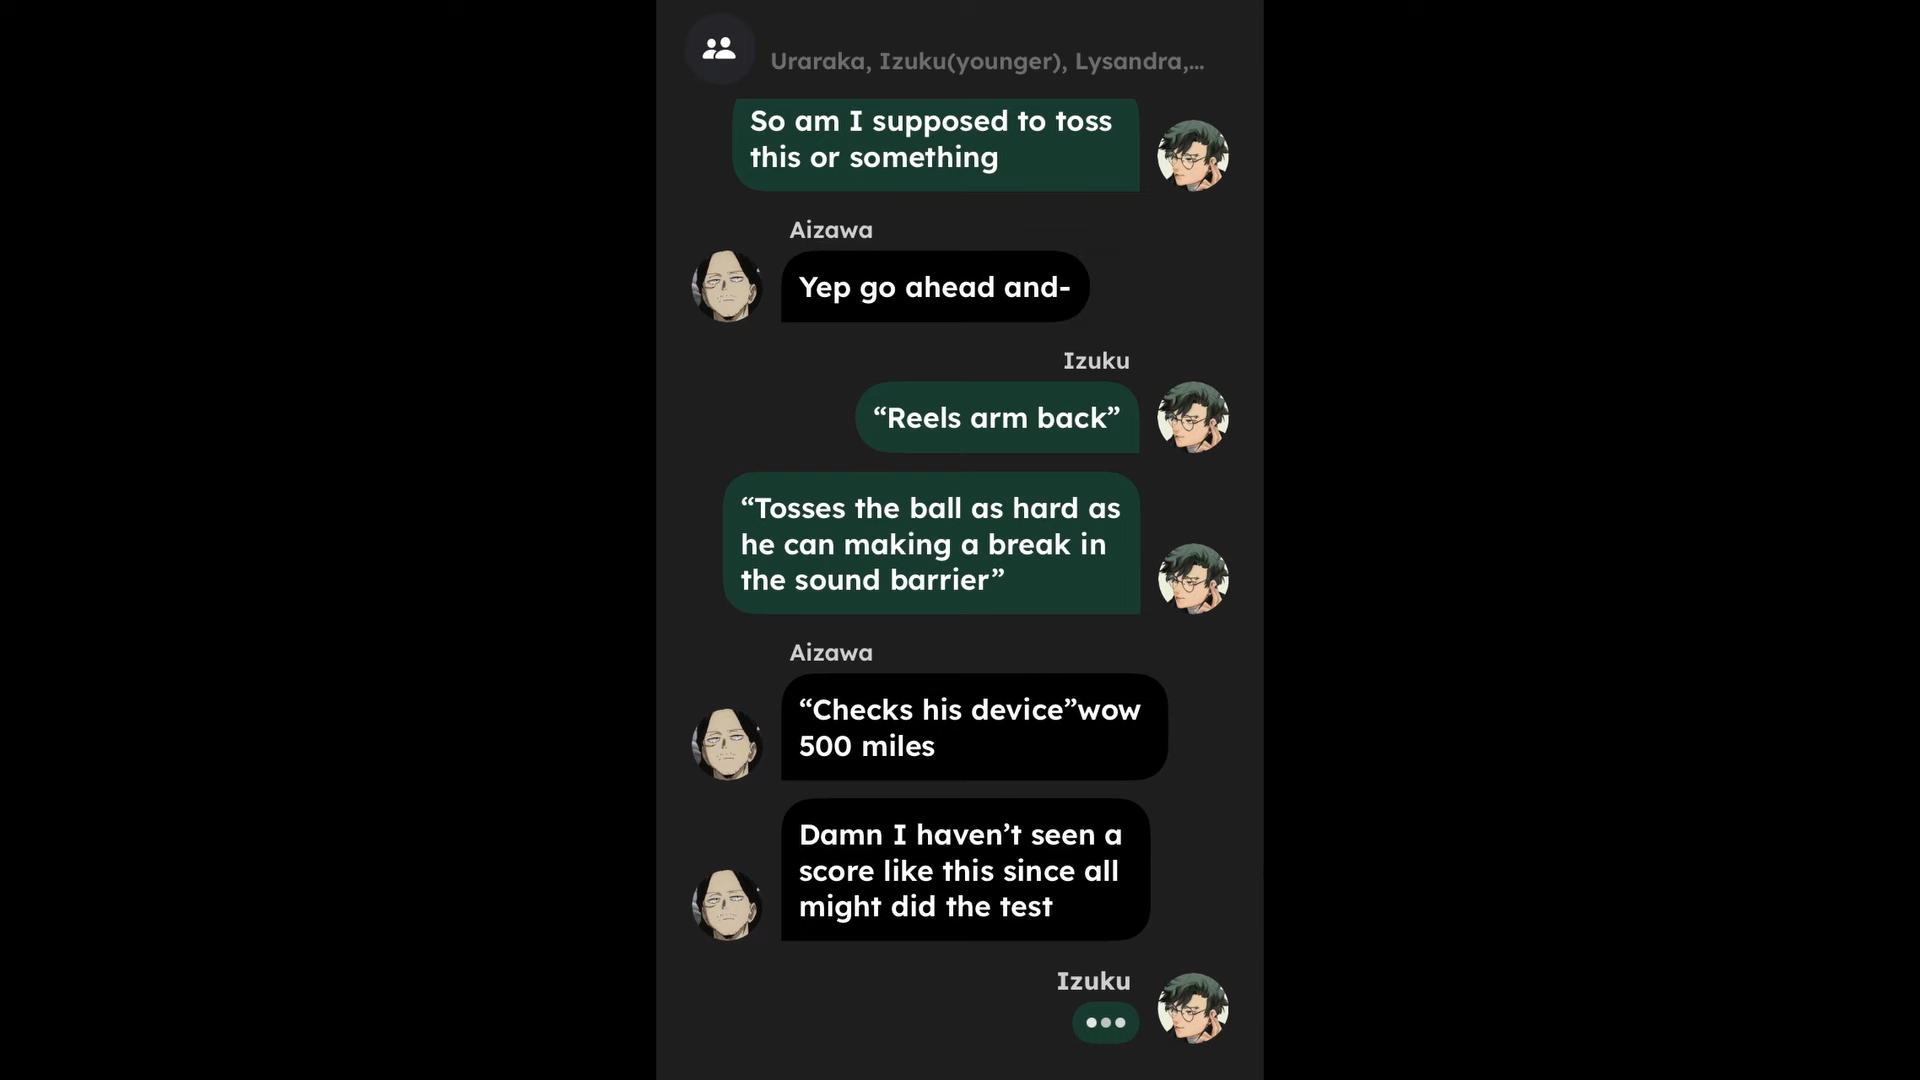 Uraraka, Izuku(younger), Lysandra,...
So am I supposed to toss
this or something
Aizawa
Yep go ahead and-
Izuku
“Reels arm back”
“Tosses the ball as hard as
he can making a break in
the sound barrier”
Aizawa
“Checks his device”wow
500 miles
Damn I haven’t seen a
score like this since all
might did the test
Izuku